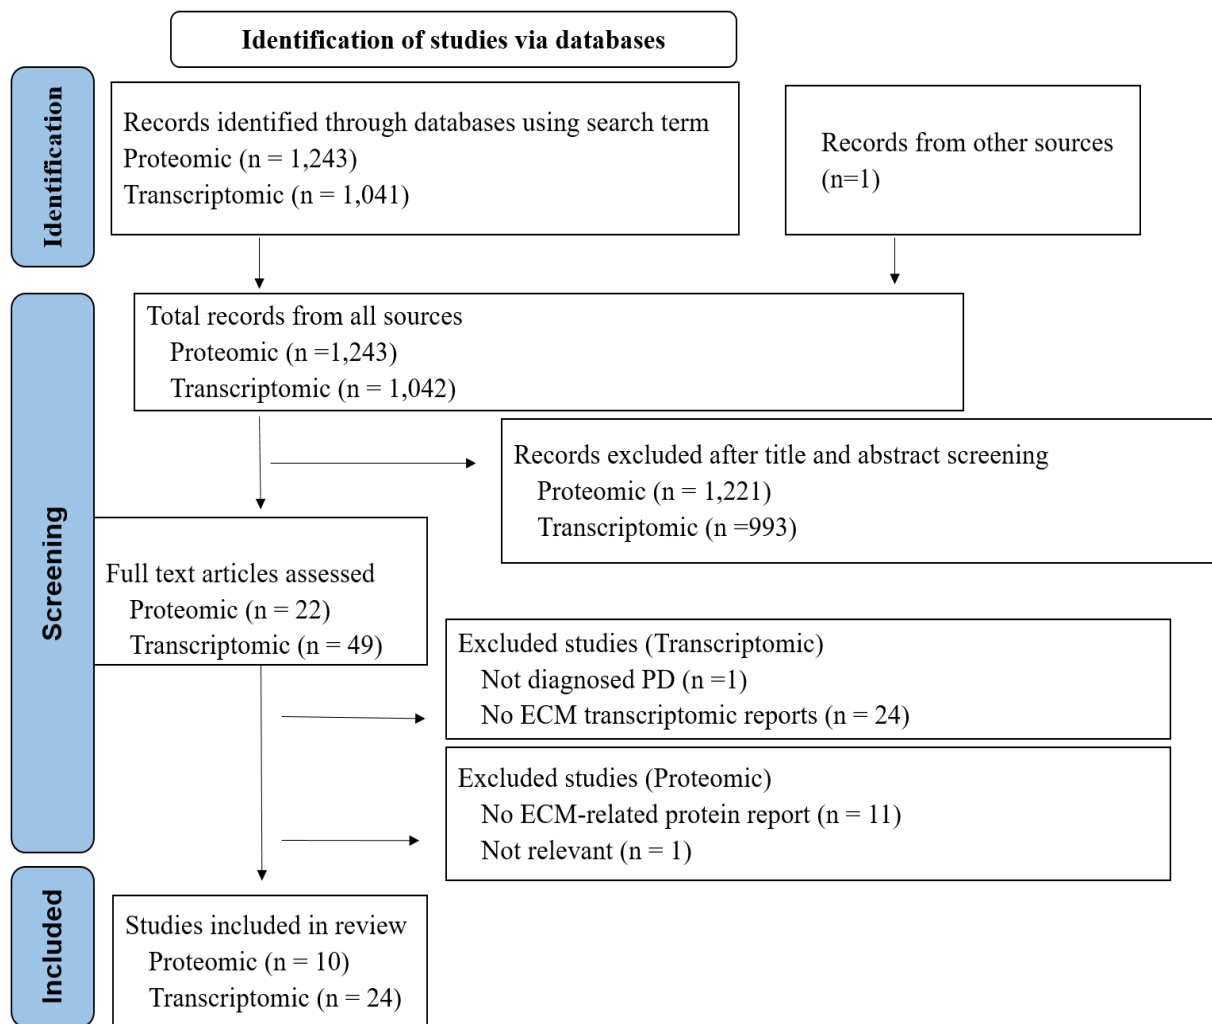 Identification of studies via databases
Identification
Records identified through databases using search term
Proteomic (n = 1,243)
Transcriptomic (n = 1,041)
Records from other sources
(n=1)
Screening
Total records from all sources
Proteomic (n =1,243)
Transcriptomic (n = 1,042)
Records excluded after title and abstract screening
Proteomic (n = 1,221)
Transcriptomic (n =993)
Full text articles assessed
Proteomic (n = 22)
Transcriptomic (n = 49)
Excluded studies (Transcriptomic)
Not diagnosed PD (n =1)
No ECM transcriptomic reports (n = 24)
Excluded studies (Proteomic)
No ECM-related protein report (n = 11)
Not relevant (n = 1)
Included
Studies included in review
Proteomic (n = 10)
Transcriptomic (n = 24)